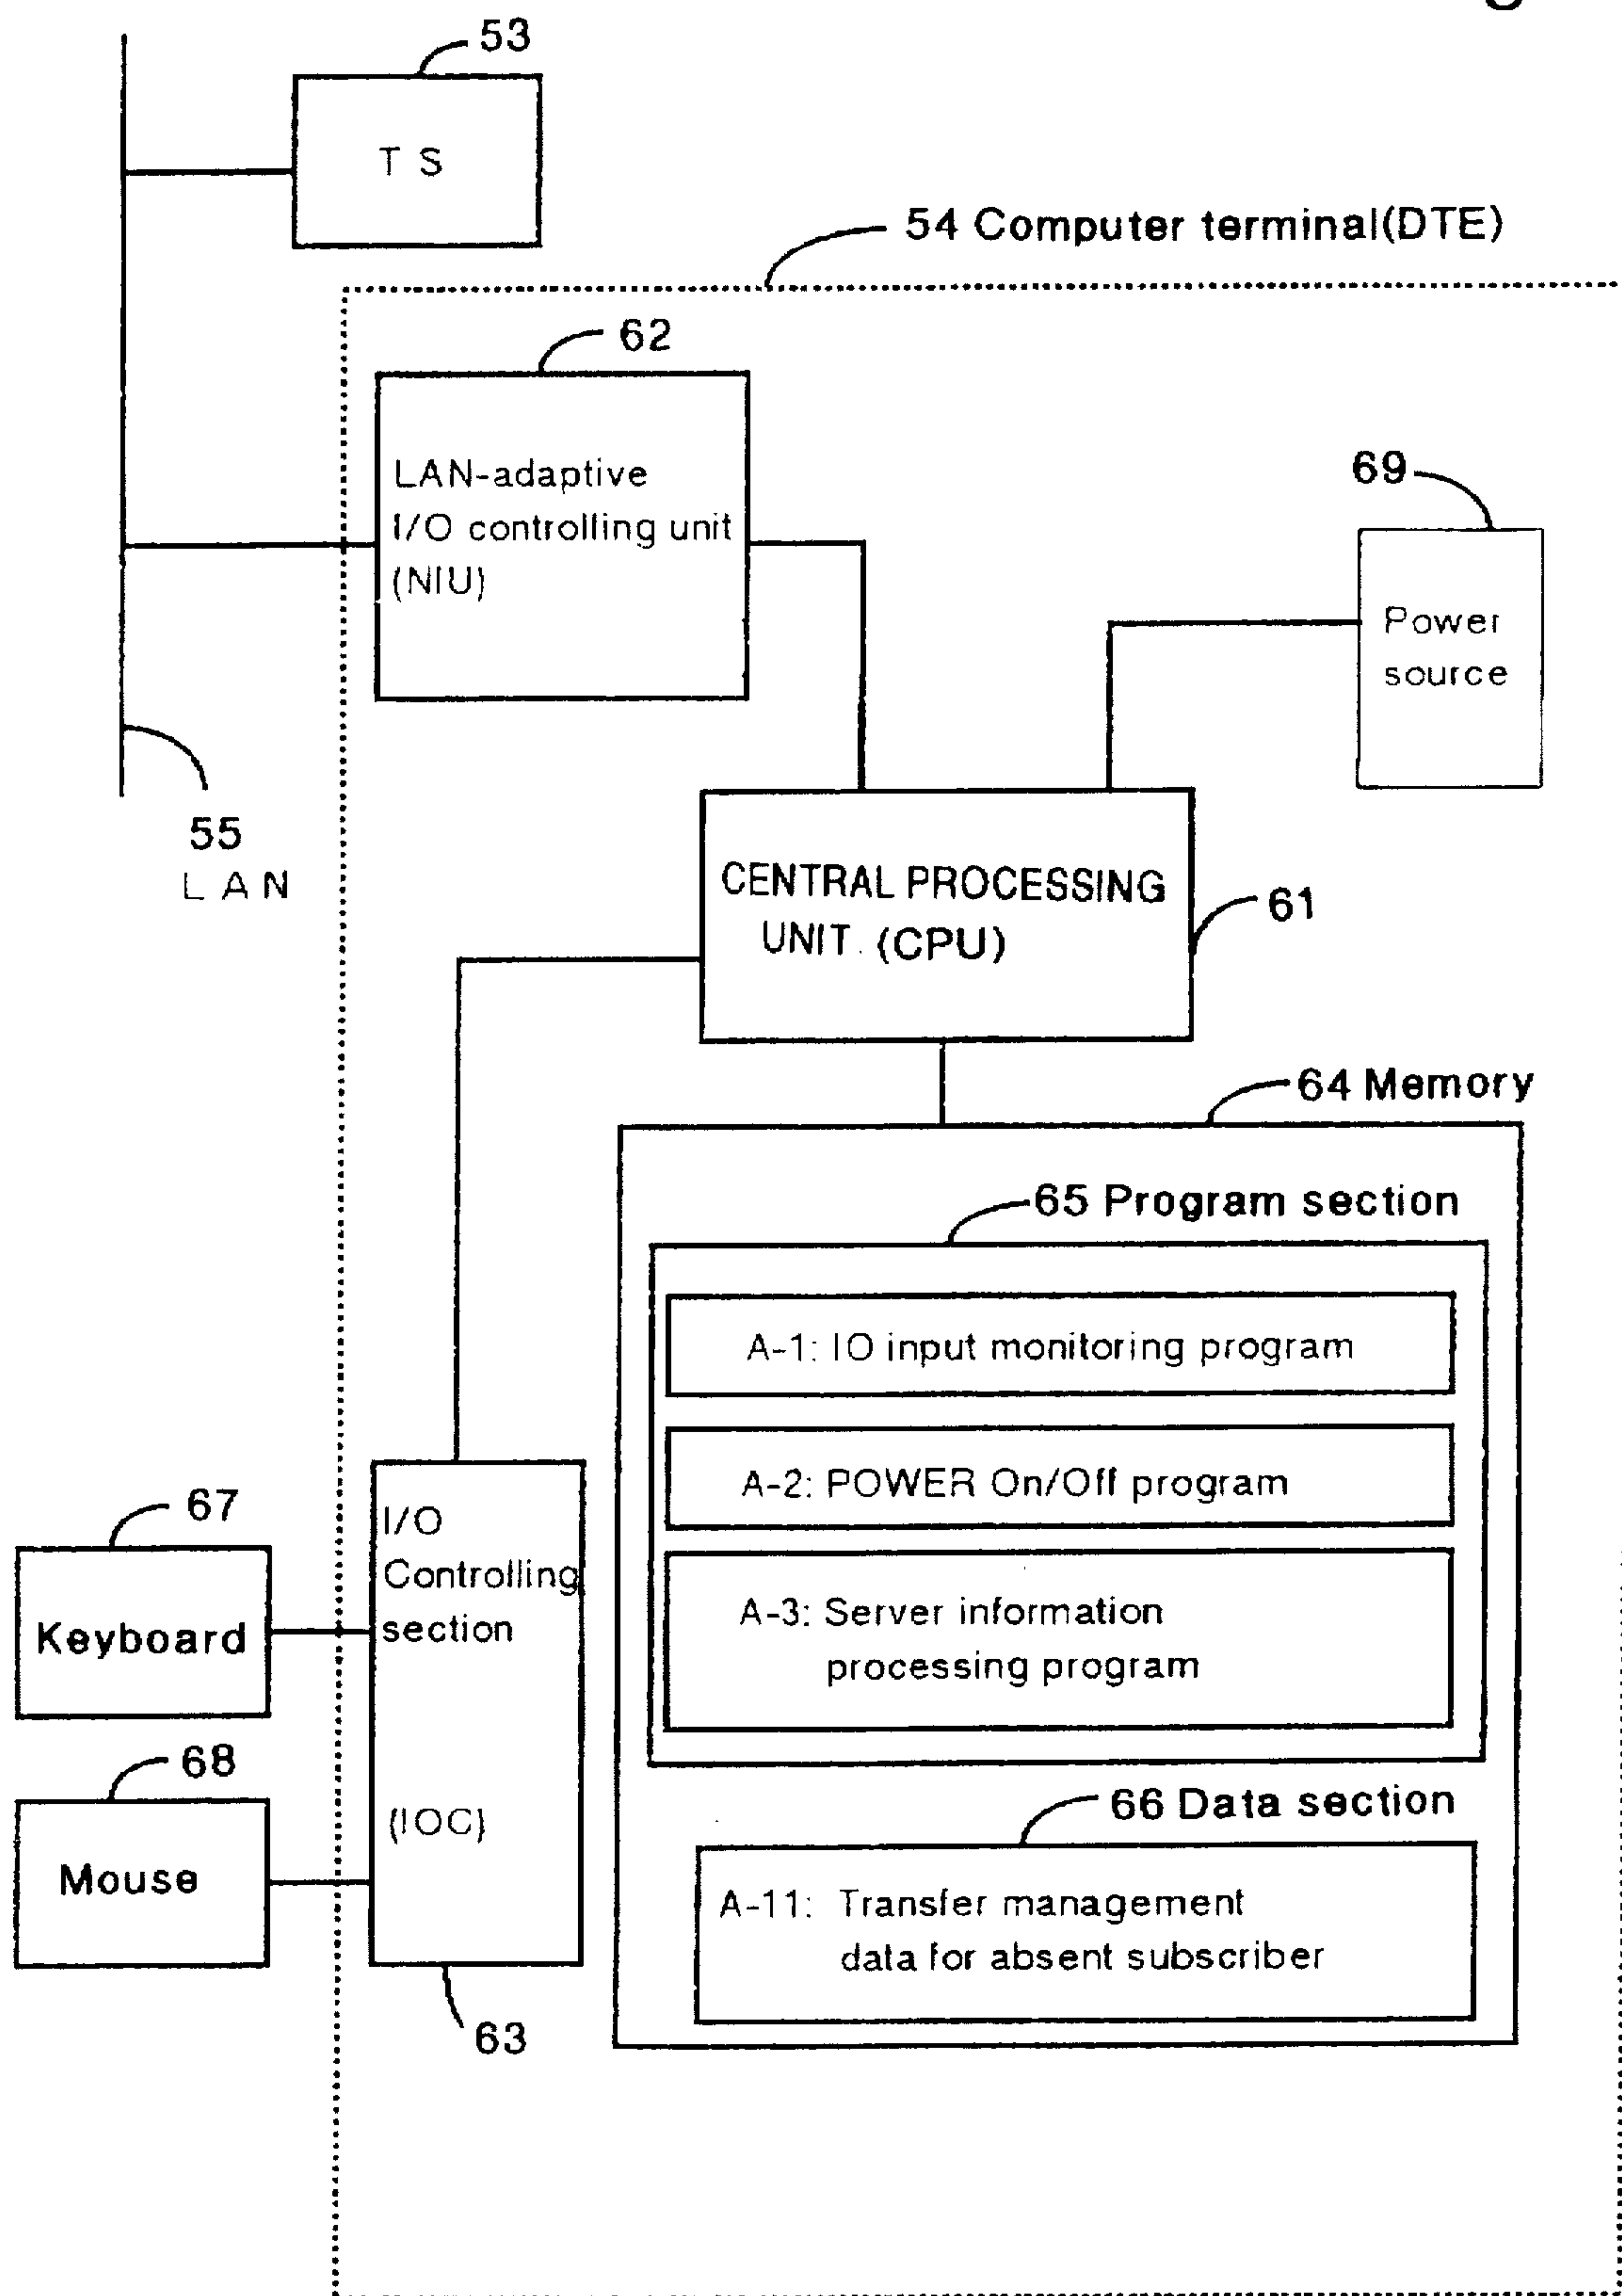 53
T S
54 Computer terminal(DTE)
62
LAN-adaptive
I/O controlling unit
(NIU)
69
Power
source
55
L A N
CENTRAL PROCESSING
UNIT. (CPU)
61
64 Memory
65 Program section
A-1: IO input monitoring program
A-2: POWER On/Off program
A-3: Server information
processing program
67
Keyboard
I/O
Controlling
section
(IOC)
68
Mouse
63
66 Data section
A-11: Transfer management
data for absent subscriber